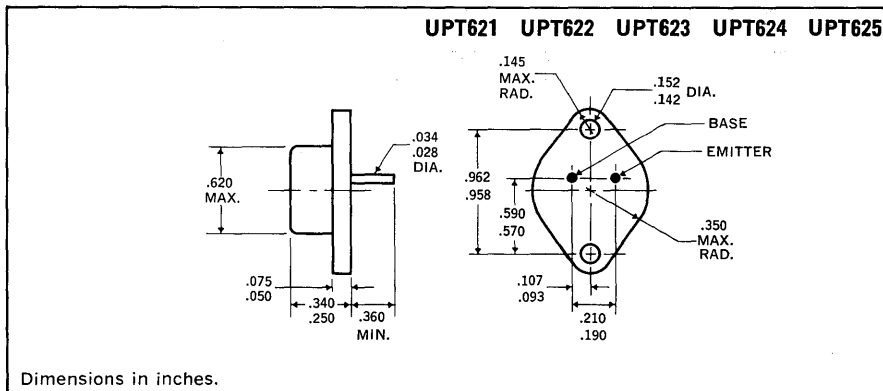 UPT621 UPT622 UPT623 UPT624 UPT625
.145
MAX.
RAD.
.152
.142 DIA.
BASE
EMITTER
.034
.028
DIA.
.620
MAX.
.962
.958
.590
.570
.350
MAX.
RAD.
.075
.050
.340
.250
.360
MIN.
.107
.093
.210
.190
Dimensions in inches.